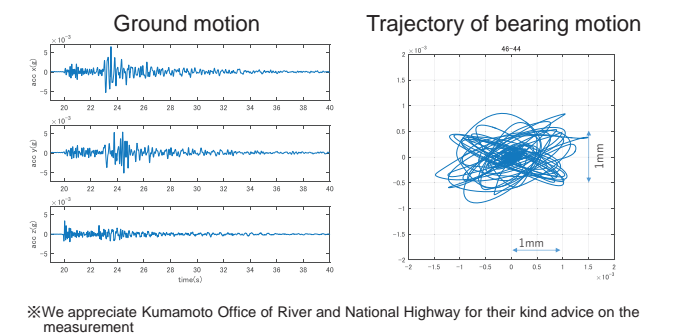 Ground motion
Trajectory of bearing motion
×10⁻³
acc x(g)
5
0
-5
20 22 24 26 28 30 32 34 36 38 40
×10⁻³
acc y(g)
5
0
-5
20 22 24 26 28 30 32 34 36 38 40
×10⁻³
acc z(g)
5
0
-5
20 22 24 26 28 30 32 34 36 38 40
time(s)
×10⁻³
46-44
2
1.5
1
0.5
0
-0.5
-1
-1.5
-2
-2 -1.5 -1 -0.5 0 0.5 1 1.5 2
×10⁻³
1mm
1mm
※We appreciate Kumamoto Office of River and National Highway for their kind advice on the
measurement